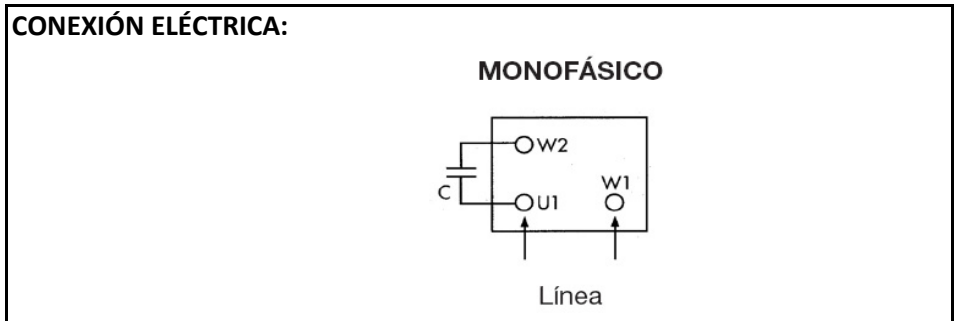 CONEXIÓN ELÉCTRICA:
MONOFÁSICO
W2
W1
C
U1
Línea